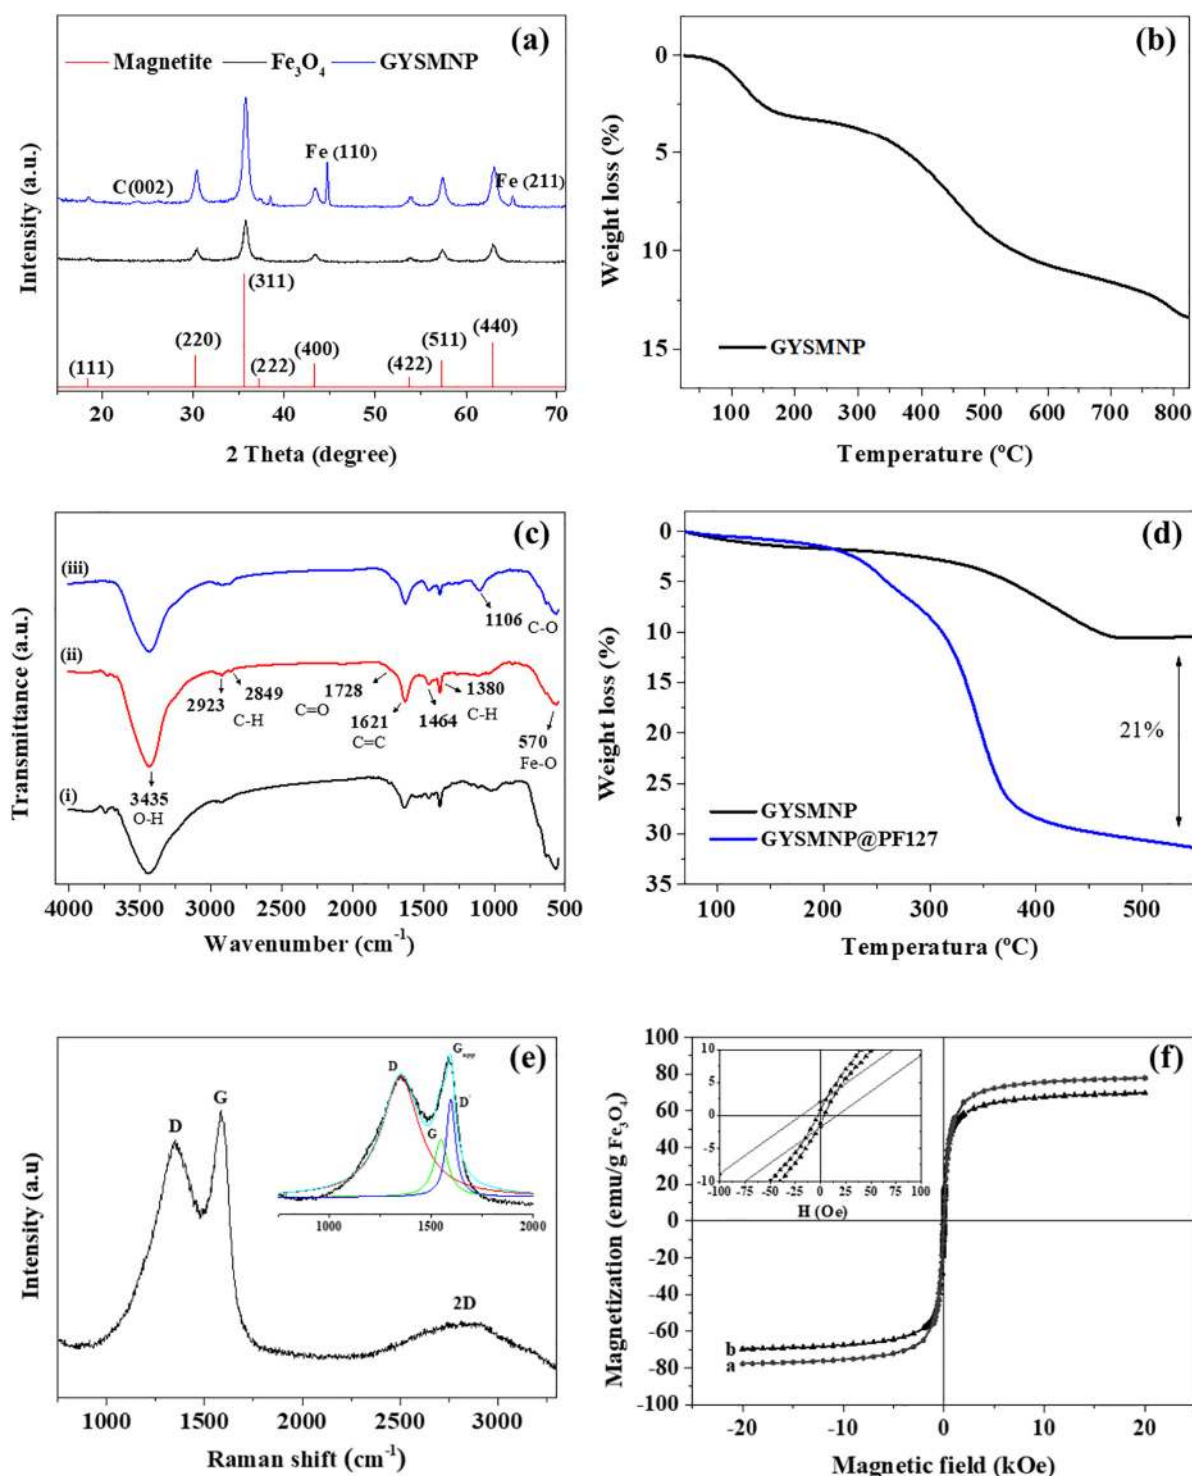 (a)
Magnetite Fe₃O₄ GYSMNP
Fe (110)
C(002)
Fe (211)
(311)
(220)
(440)
(511)
(400)
(111)
(222)
(422)
20 30 40 50 60 70
2 Theta (degree)
Intensity (a.u.)
(b)
0
5
10
15
GYSMNP
100 200 300 400 500 600 700 800
Temperature (ºC)
Weight loss (%)
(c)
(iii)
1106
C-O
(ii)
2923
2849
C-H
1728
C=O
1621
C=C
1464
1380
C-H
570
Fe-O
(i)
3435
O-H
4000 3500 3000 2500 2000 1500 1000 500
Wavenumber (cm⁻¹)
Transmittance (a.u.)
(d)
0
5
10
15
20
25
30
35
21%
GYSMNP
GYSMNP@PF127
100 200 300 400 500
Temperatura (ºC)
Weight loss (%)
(e)
D
G
2D
D
G
D'
G app
1000 1500 2000
1000 1500 2000 2500 3000
Raman shift (cm⁻¹)
Intensity (a.u)
(f)
100
80
60
40
20
0
-20
-40
-60
-80
-100
10
5
0
-5
-10
-100 -75 -50 -25 0 25 50 75 100
H (Oe)
b
a
-20 -10 0 10 20
Magnetic field (kOe)
Magnetization (emu/g Fe₃O₄)